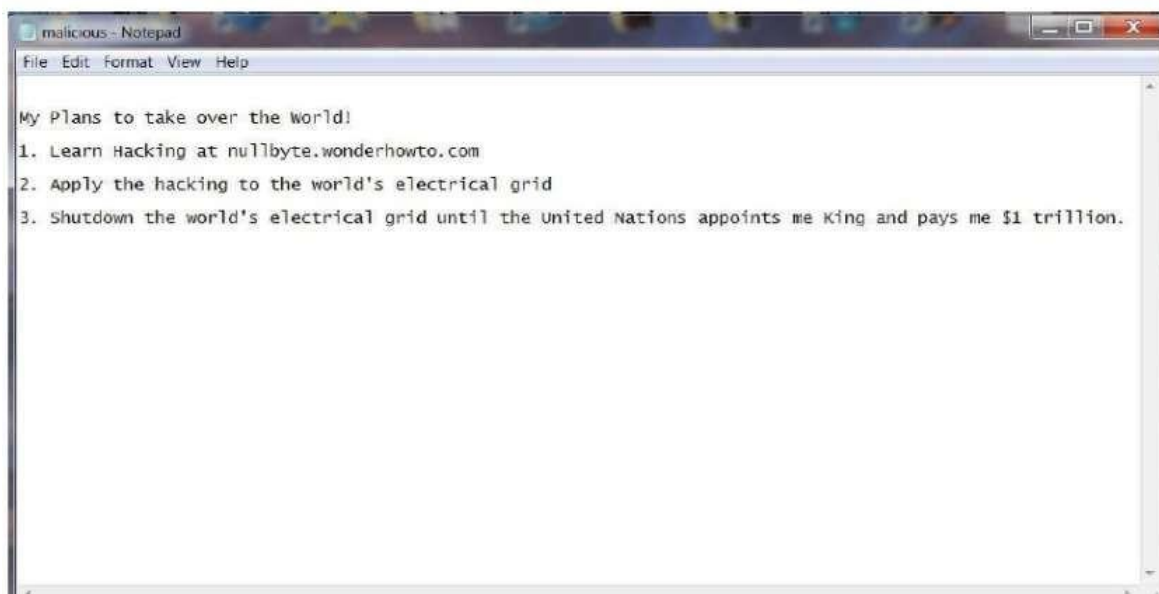 malicious - Notepad
File Edit Format View Help
My Plans to take over the World!
1. Learn Hacking at nullbyte.wonderhowto.com
2. Apply the hacking to the world's electrical grid
3. Shutdown the world's electrical grid until the United Nations appoints me King and pays me $1 trillion.